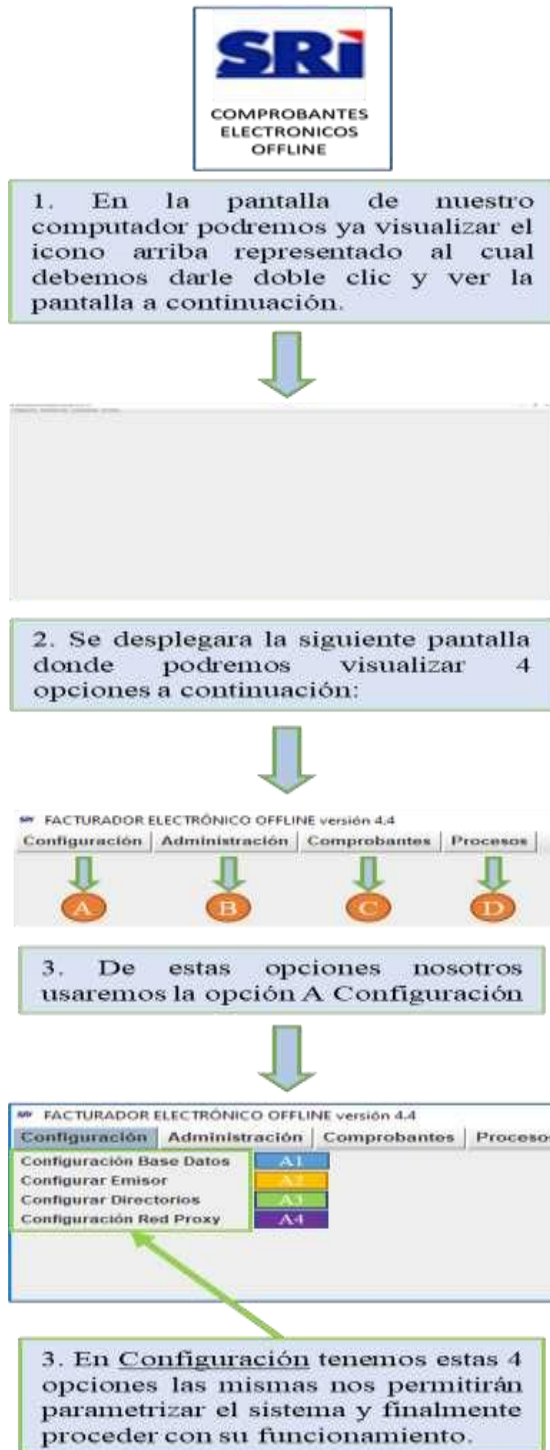 SRi
COMPROBANTES
ELECTRONICOS
OFFLINE
1. En la pantalla de nuestro
computador podremos ya visualizar el
icono arriba representado al cual
debemos darle doble clic y ver la
pantalla a continuación.
2. Se desplegara la siguiente pantalla
donde podremos visualizar 4
opciones a continuación:
FACTURADOR ELECTRÓNICO OFFLINE versión 4.4
Configuración Administración Comprobantes Procesos
A B C D
3. De estas opciones nosotros
usaremos la opción A Configuración
FACTURADOR ELECTRÓNICO OFFLINE versión 4.4
Configuración Administración Comprobantes Proceso
Configuración Base Datos A1
Configurar Emisor A2
Configurar Directorios A3
Configuración Red Proxy A4
3. En Configuración tenemos estas 4
opciones las mismas nos permitirán
parametrizar el sistema y finalmente
proceder con su funcionamiento.